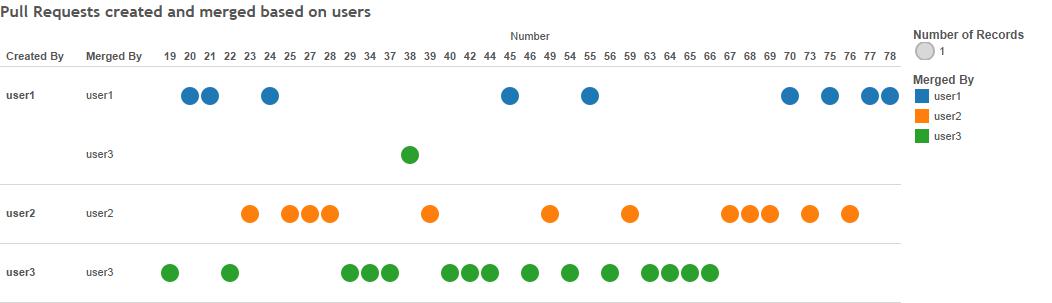 Pull Requests created and merged based on users
Number
Created By Merged By 19 20 21 22 23 24 25 27 28 29 34 37 38 39 40 42 44 45 46 49 54 55 56 59 63 64 65 66 67 68 69 70 73 75 76 77 78
user1 user1
user3
user2 user2
user3 user3
Number of Records
1
Merged By
user1
user2
user3